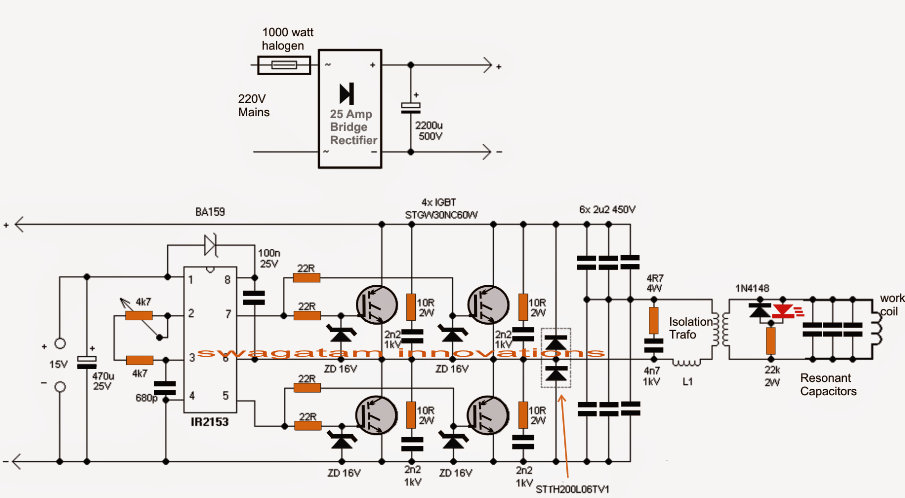 1000 watt
halogen
~
+
+
220V
Mains
25 Amp
Bridge
Rectifier
+
2200u
500V
~
−
−
4x IGBT
STGW30NC60W
6x 2u2 450V
BA159
+
100n
25V
22R
1
8
4k7
2
7
22R
10R
2W
10R
2W
4R7
4W
1N4148
work
coil
Isolation
Trafo
2n2
1kV
2n2
1kV
+
15V
−
+
470u
25V
4k7
3
6
swagatam innovations
ZD 16V
ZD 16V
680p
4
5
22R
22R
IR2153
10R
2W
10R
2W
4n7
1kV
L1
22k
2W
Resonant
Capacitors
−
ZD 16V
2n2
1kV
ZD 16V
2n2
1kV
STTH200L06TV1